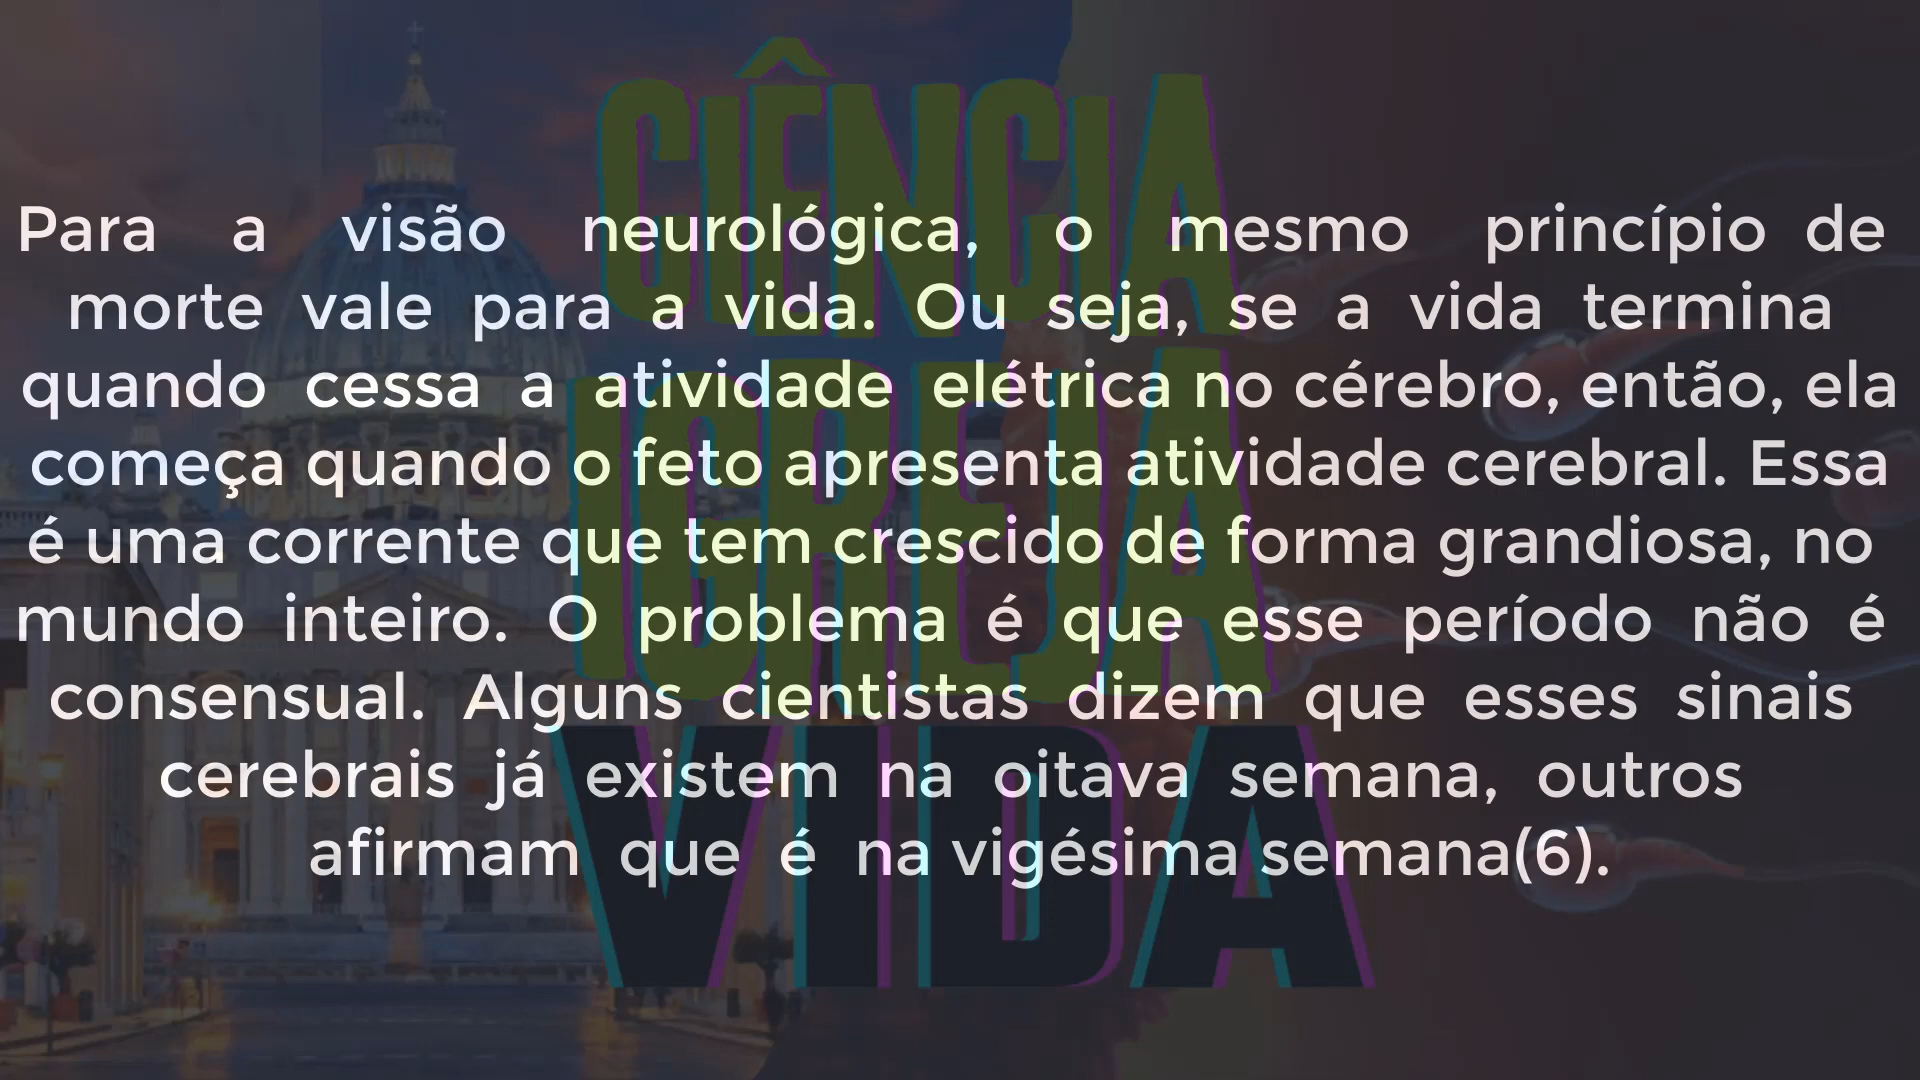 CIÊNCIA
IGREJA
VIDA
Para a visão neurológica, o mesmo princípio de
morte vale para a vida. Ou seja, se a vida termina
quando cessa a atividade elétrica no cérebro, então, ela
começa quando o feto apresenta atividade cerebral. Essa
é uma corrente que tem crescido de forma grandiosa, no
mundo inteiro. O problema é que esse período não é
consensual. Alguns cientistas dizem que esses sinais
cerebrais já existem na oitava semana, outros
afirmam que é na vigésima semana(6).